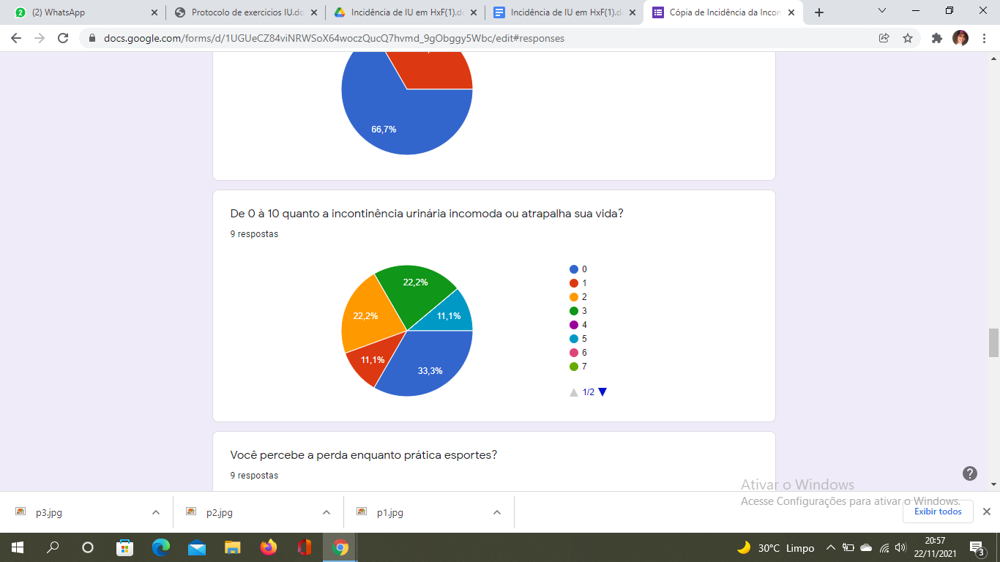 (2) WhatsApp
Protocolo de exercicios IU.do
Incidência de IU em HxF(1).d
Incidência de IU em HxF(1).d
Cópia de Incidência da Incon
docs.google.com/forms/d/1UGUeCZ84viNRWSoX64woczQucQ7hvmd_9gObggy5Wbc/edit#responses
66,7%
De 0 à 10 quanto a incontinência urinária incomoda ou atrapalha sua vida?
9 respostas
22,2%
22,2%
11,1%
11,1%
33,3%
0
1
2
3
4
5
6
7
1/2
Você percebe a perda enquanto prática esportes?
9 respostas
Ativar o Windows
Acesse Configurações para ativar o Windows.
p3.jpg
p2.jpg
p1.jpg
Exibir todos
30°C Limpo
20:57
22/11/2021
3